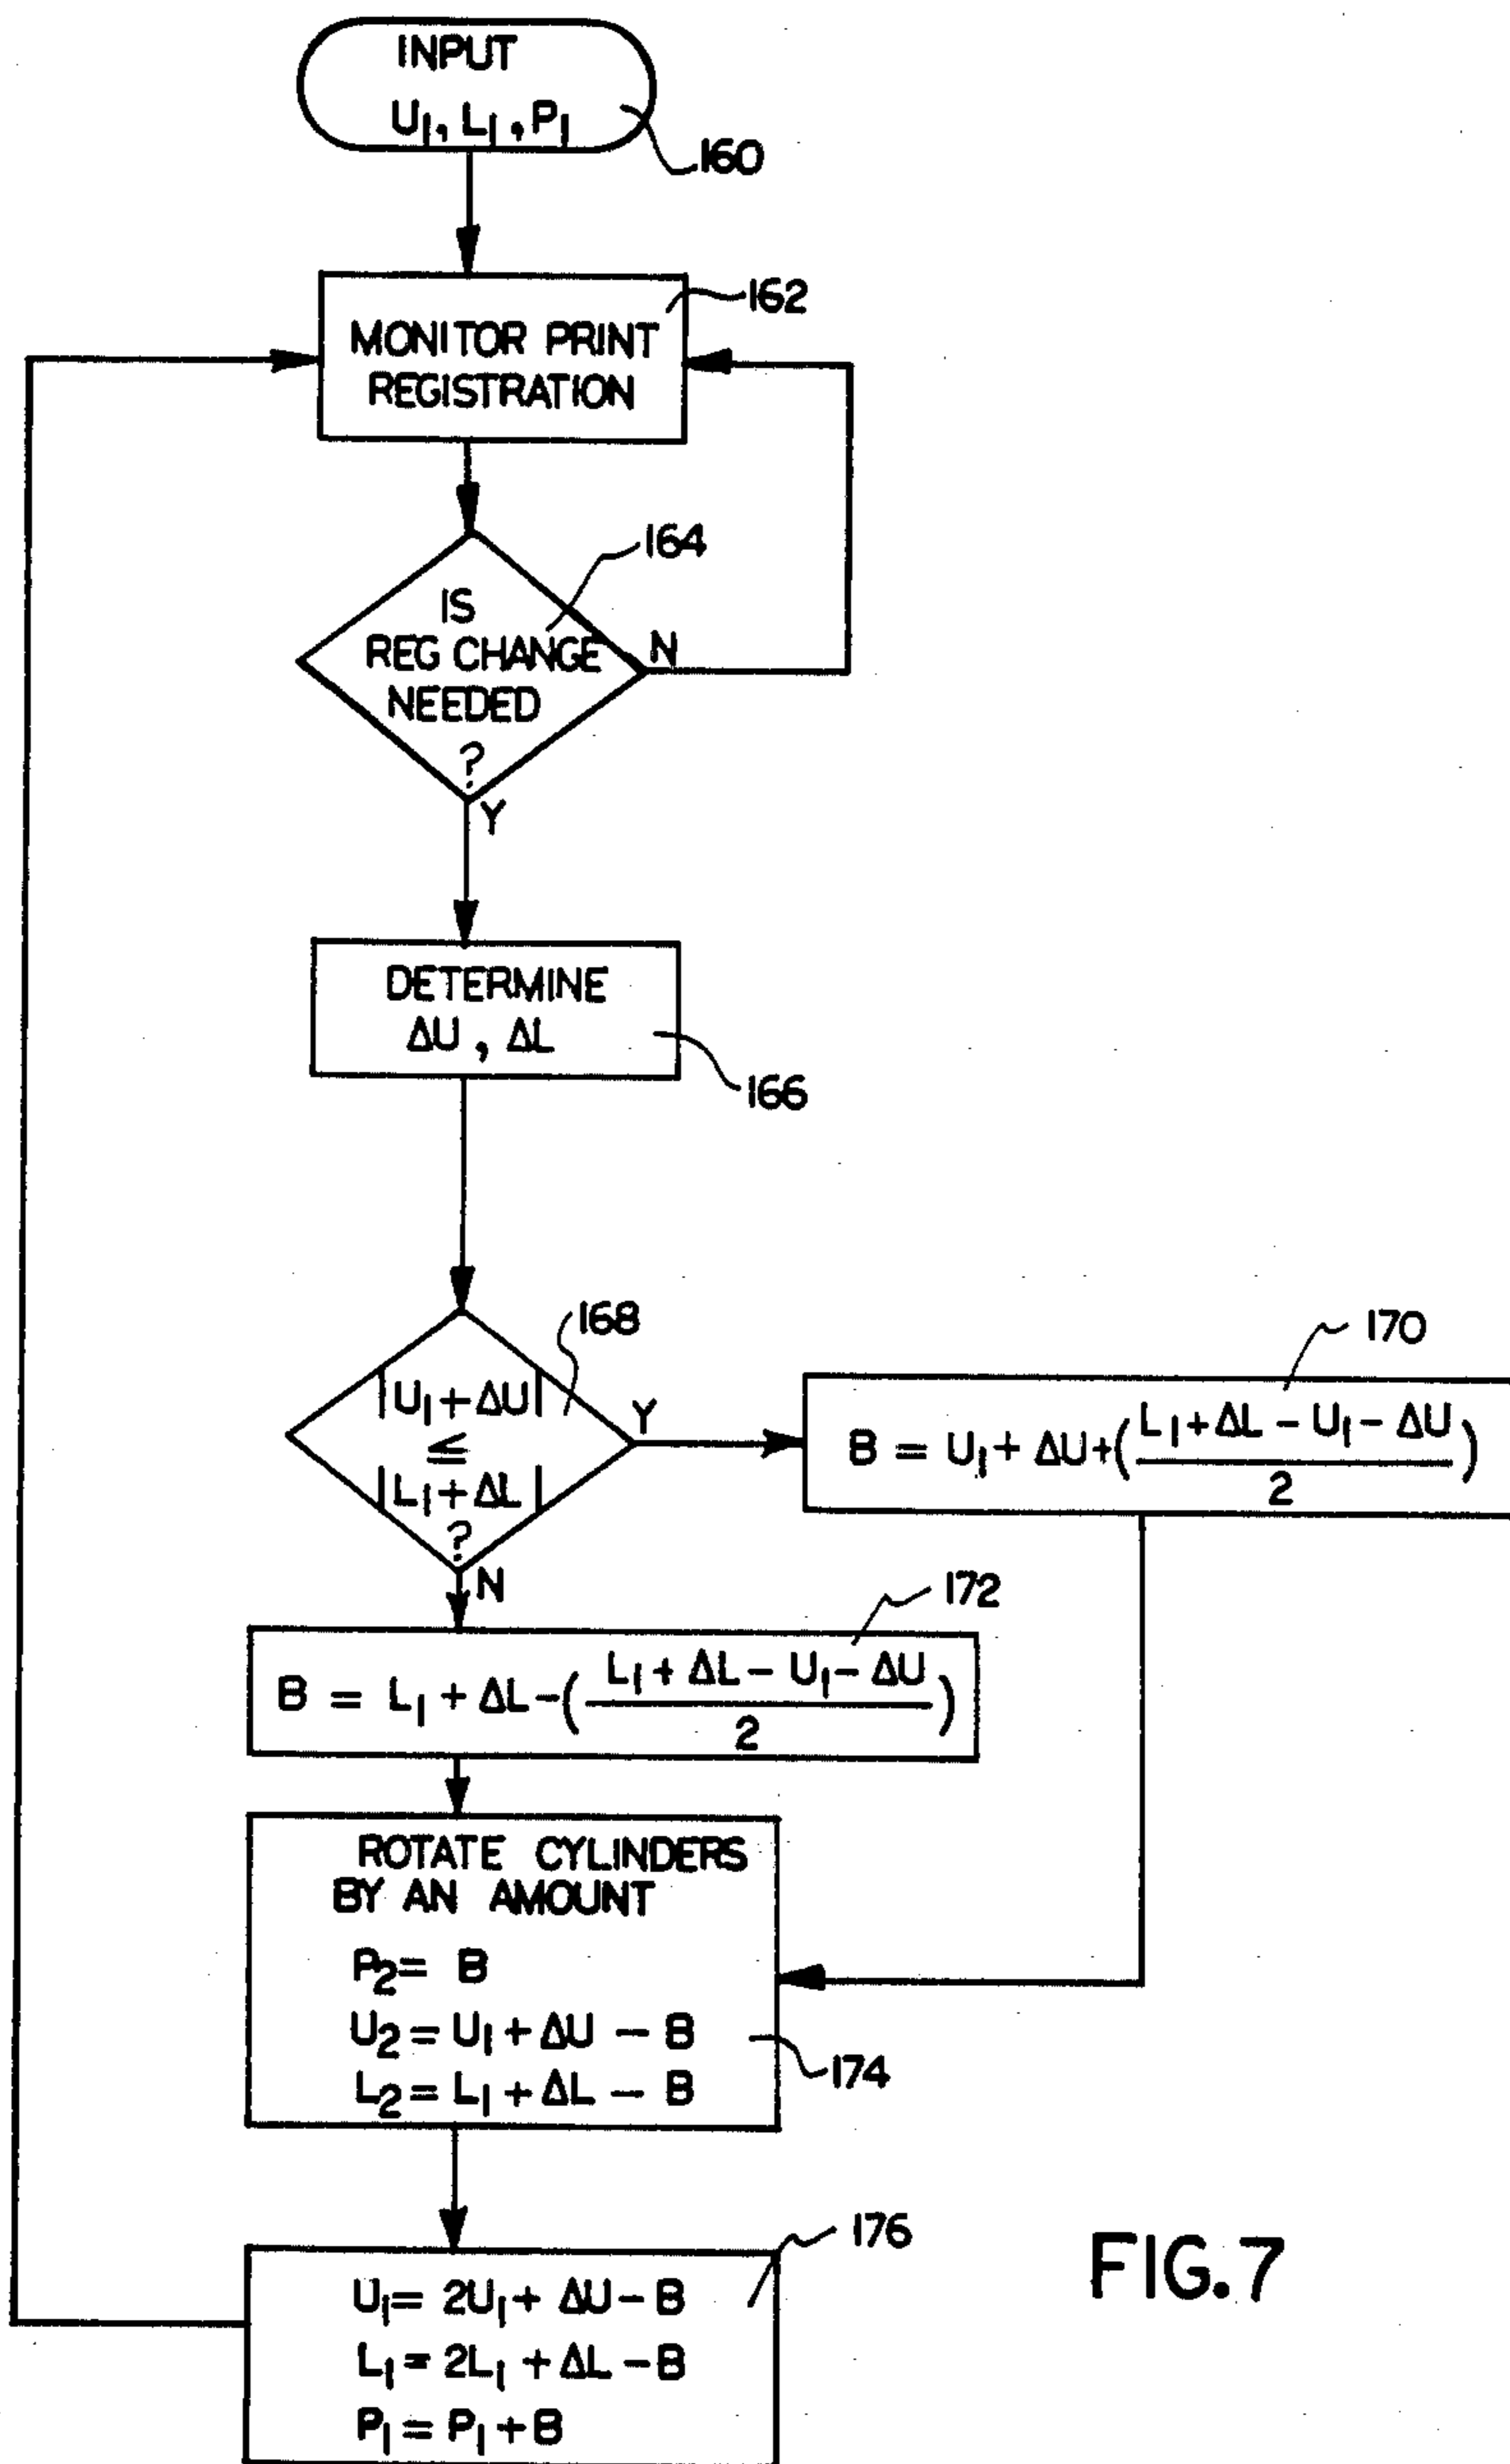 INPUT
U₁, L₁, P₁
160
162
MONITOR PRINT
REGISTRATION
164
IS
REG CHANGE
NEEDED
?
N
Y
DETERMINE
ΔU, ΔL
166
168
|U₁ + ΔU|
≤
|L₁ + ΔL|
?
Y
N
170
B = U₁ + ΔU + ((L₁ + ΔL - U₁ - ΔU)/2)
172
B = L₁ + ΔL - ((L₁ + ΔL - U₁ - ΔU)/2)
ROTATE CYLINDERS
BY AN AMOUNT
P₂ = B
U₂ = U₁ + ΔU - B
L₂ = L₁ + ΔL - B
174
176
U₁ = 2U₁ + ΔU - B
L₁ = 2L₁ + ΔL - B
P₁ = P₁ + B
FIG.7